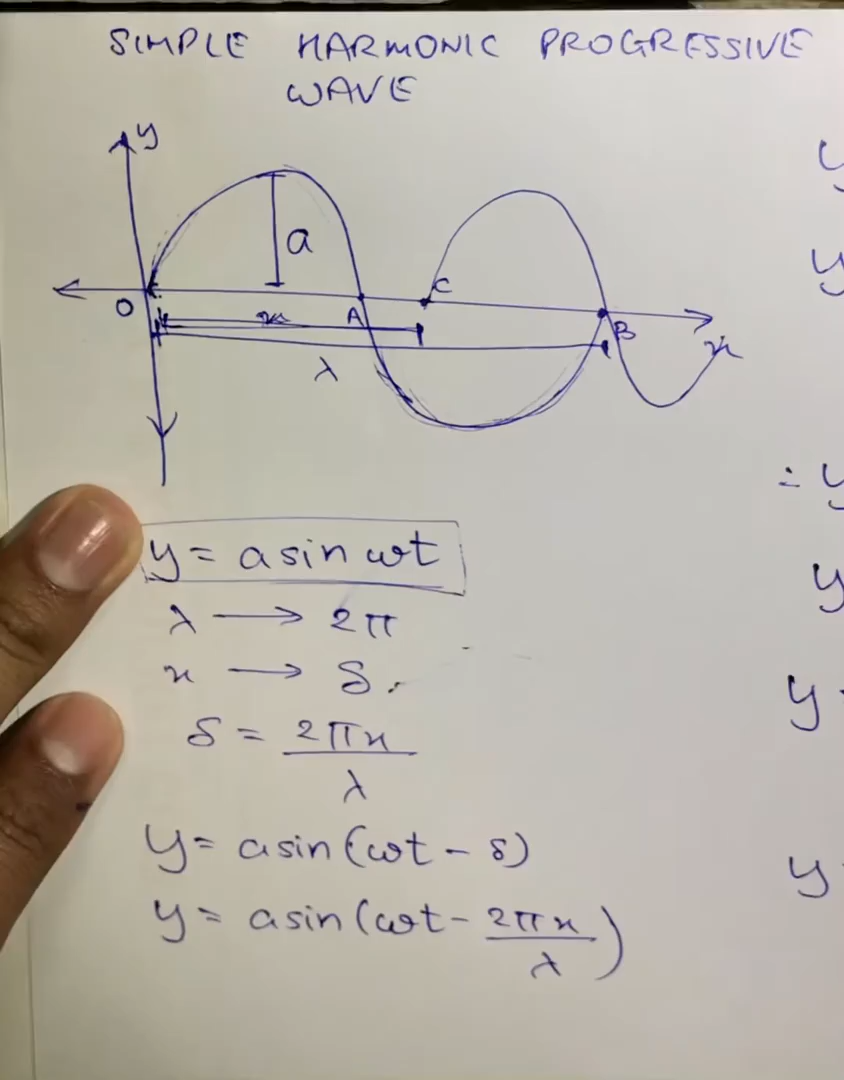 SIMPLE HARMONIC PROGRESSIVE
WAVE
y
a
C
O
x
A
B
x
λ
y = a sin ωt
λ → 2π
x → δ.
δ = 2πx/λ
y = a sin (ωt - δ)
y = a sin (ωt - 2πx/λ)
y
y
= y
y
y
y